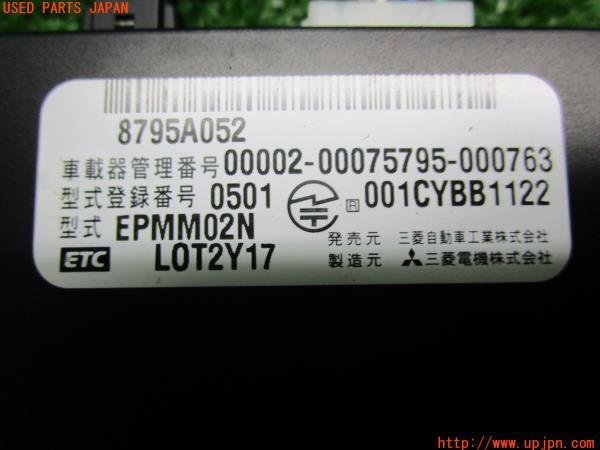 USED PARTS JAPAN
8795A052
車載器管理番号 00002-00075795-000763
型式登録番号 0501 R 001CYBB1122
型式 EPMM02N 発売元 三菱自動車工業株式会社
ETC LOT2Y17 製造元 三菱電機株式会社
UPJ https://www.upjpn.com/